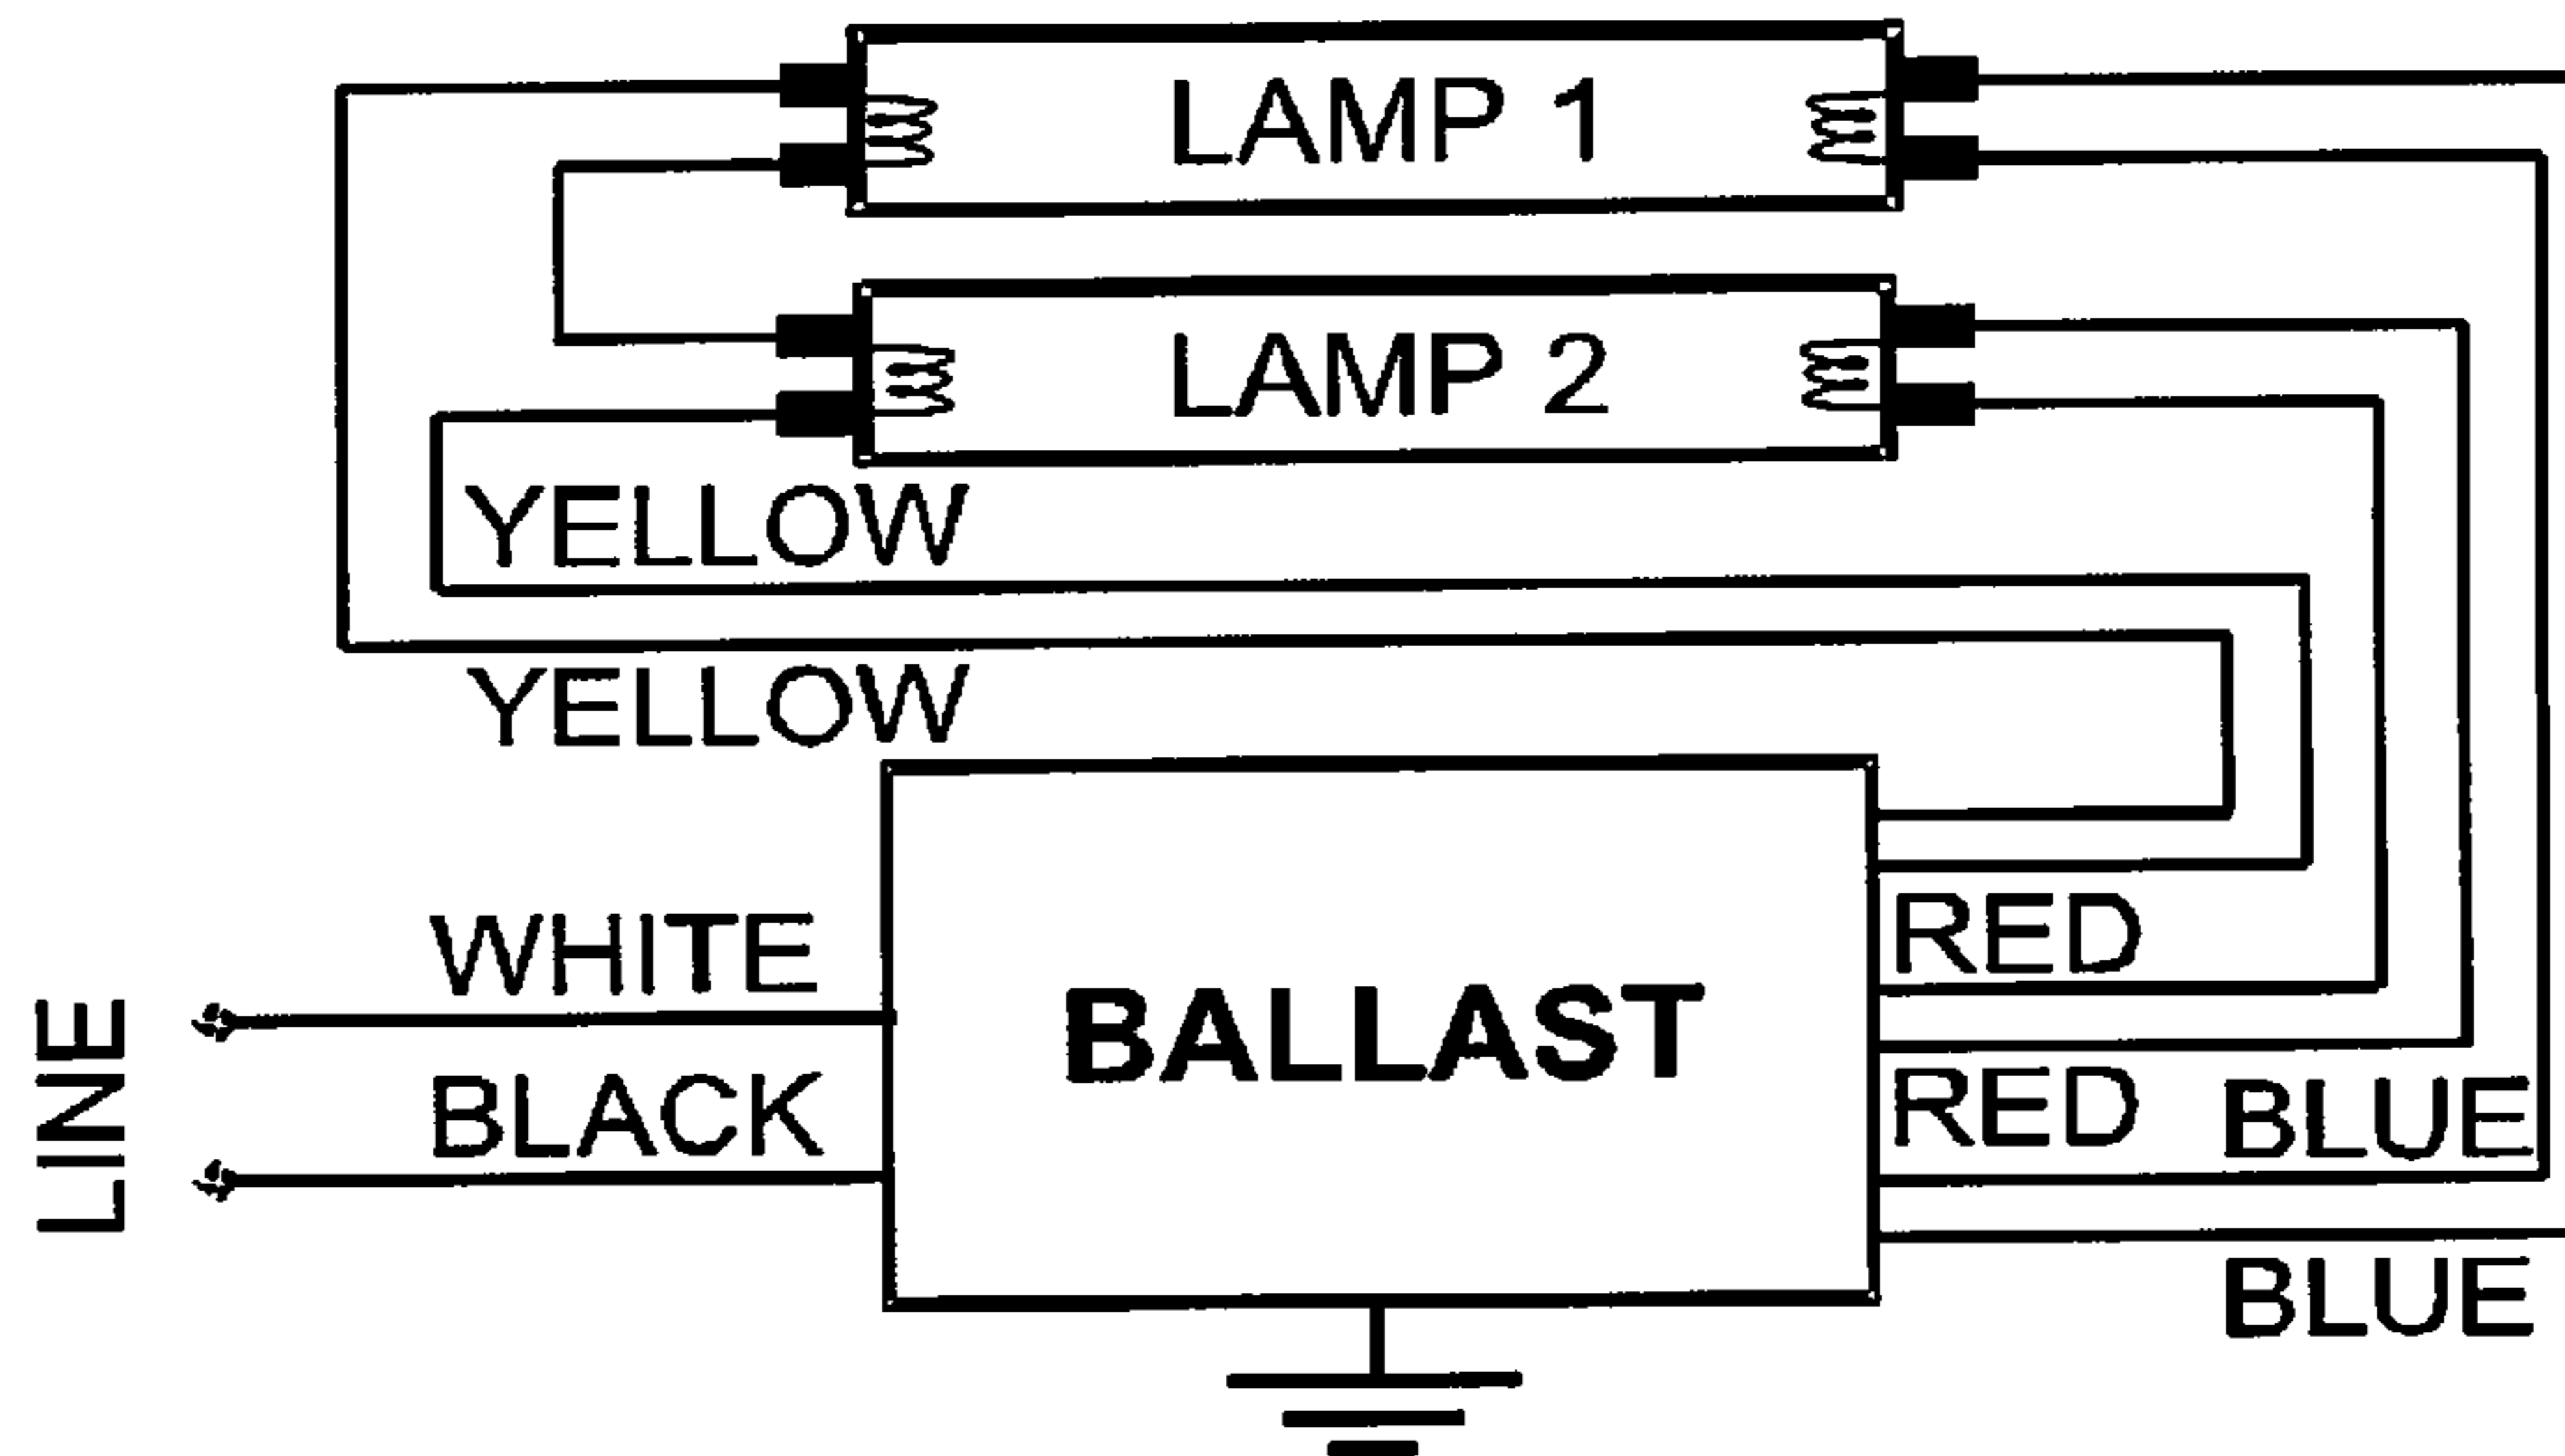 LAMP 1
LAMP 2
YELLOW
YELLOW
WHITE
RED
LINE
BALLAST
BLACK
RED
BLUE
BLUE